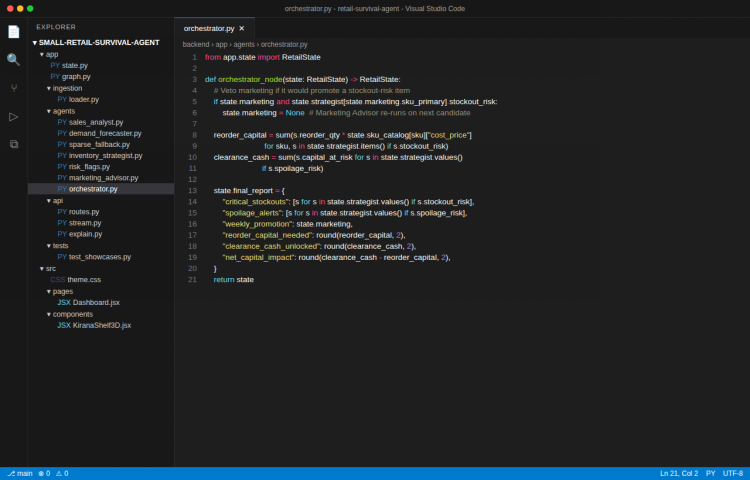 orchestrator.py - retail-survival-agent - Visual Studio Code
EXPLORER
▾ SMALL-RETAIL-SURVIVAL-AGENT
▾ app
PY state.py
PY graph.py
▾ ingestion
PY loader.py
▾ agents
PY sales_analyst.py
PY demand_forecaster.py
PY sparse_fallback.py
PY inventory_strategist.py
PY risk_flags.py
PY marketing_advisor.py
PY orchestrator.py
▾ api
PY routes.py
PY stream.py
PY explain.py
▾ tests
PY test_showcases.py
▾ src
CSS theme.css
▾ pages
JSX Dashboard.jsx
▾ components
JSX KiranaShelf3D.jsx
orchestrator.py ✕
backend › app › agents › orchestrator.py
1 from app.state import RetailState
2
3 def orchestrator_node(state: RetailState) -> RetailState:
4 # Veto marketing if it would promote a stockout-risk item
5 if state.marketing and state.strategist[state.marketing.sku_primary].stockout_risk:
6 state.marketing = None # Marketing Advisor re-runs on next candidate
7
8 reorder_capital = sum(s.reorder_qty * state.sku_catalog[sku]["cost_price"]
9 for sku, s in state.strategist.items() if s.stockout_risk)
10 clearance_cash = sum(s.capital_at_risk for s in state.strategist.values()
11 if s.spoilage_risk)
12
13 state.final_report = {
14 "critical_stockouts": [s for s in state.strategist.values() if s.stockout_risk],
15 "spoilage_alerts": [s for s in state.strategist.values() if s.spoilage_risk],
16 "weekly_promotion": state.marketing,
17 "reorder_capital_needed": round(reorder_capital, 2),
18 "clearance_cash_unlocked": round(clearance_cash, 2),
19 "net_capital_impact": round(clearance_cash - reorder_capital, 2),
20 }
21 return state
⎇ main ⊗ 0 ⚠ 0
Ln 21, Col 2 PY UTF-8